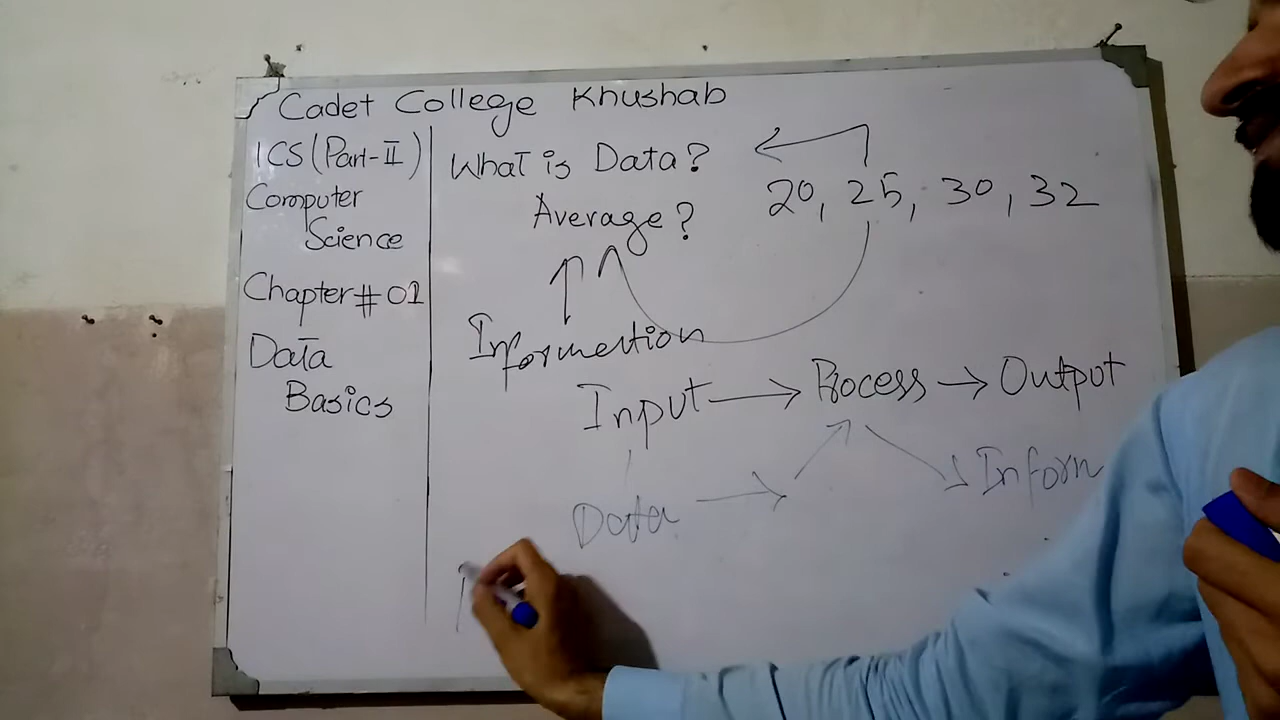 Cadet College Khushab
ICS (Part-II)
Computer
Science
Chapter # 01
Data
Basics
What is Data?
20, 25, 30, 32
Average?
Information
Input → Process → Output
Data → Inform